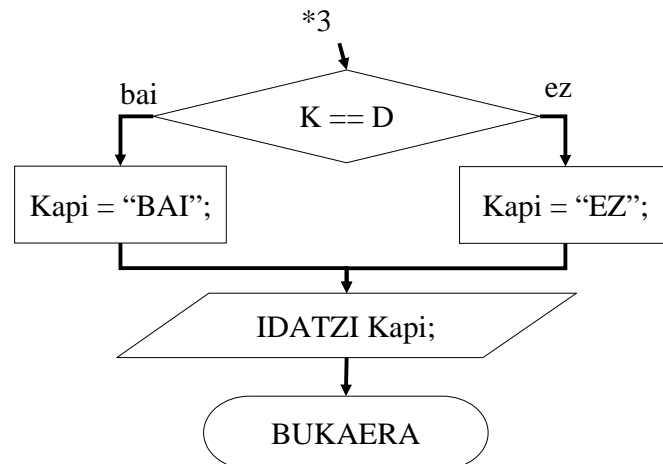 *3
bai
ez
K == D
Kapi = “BAI”;
Kapi = “EZ”;
IDATZI Kapi;
BUKAERA